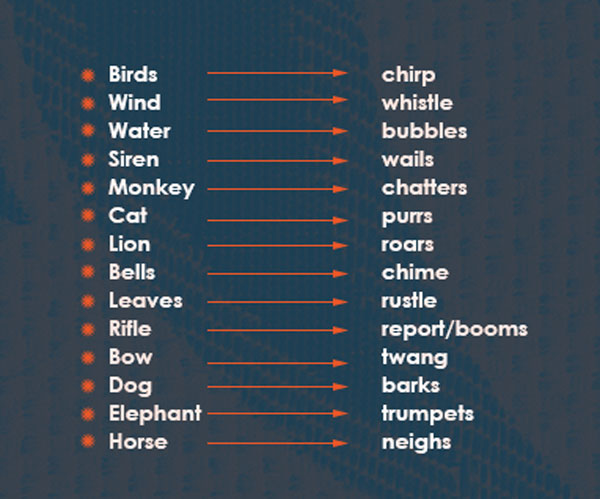 Birds chirp
Wind whistle
Water bubbles
Siren wails
Monkey chatters
Cat purrs
Lion roars
Bells chime
Leaves rustle
Rifle report/booms
Bow twang
Dog barks
Elephant trumpets
Horse neighs